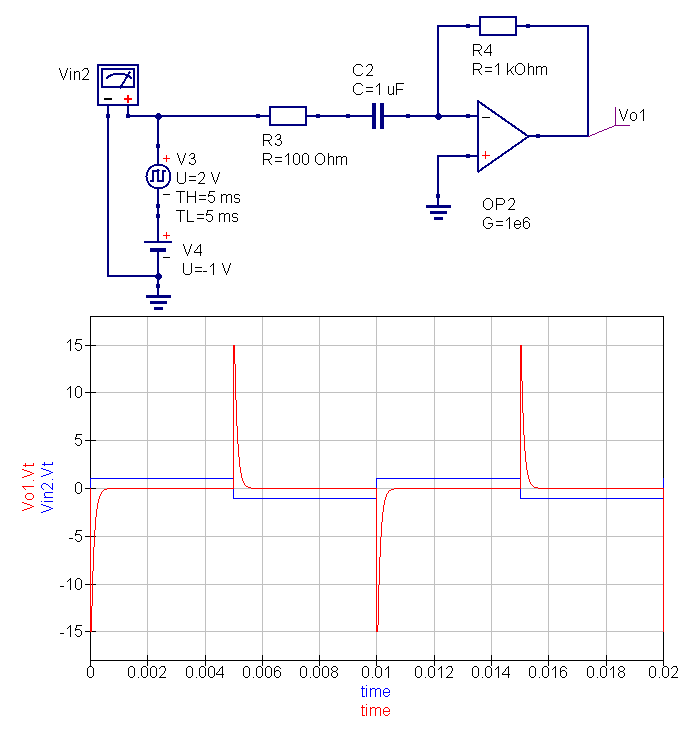 Vin2
C2
C=1 uF
R4
R=1 kOhm
Vo1
R3
R=100 Ohm
V3
U=2 V
TH=5 ms
TL=5 ms
V4
U=-1 V
OP2
G=1e6
15
10
5
0
-5
-10
-15
Vo1.Vt
Vin2.Vt
0 0.002 0.004 0.006 0.008 0.01 0.012 0.014 0.016 0.018 0.02
time
time